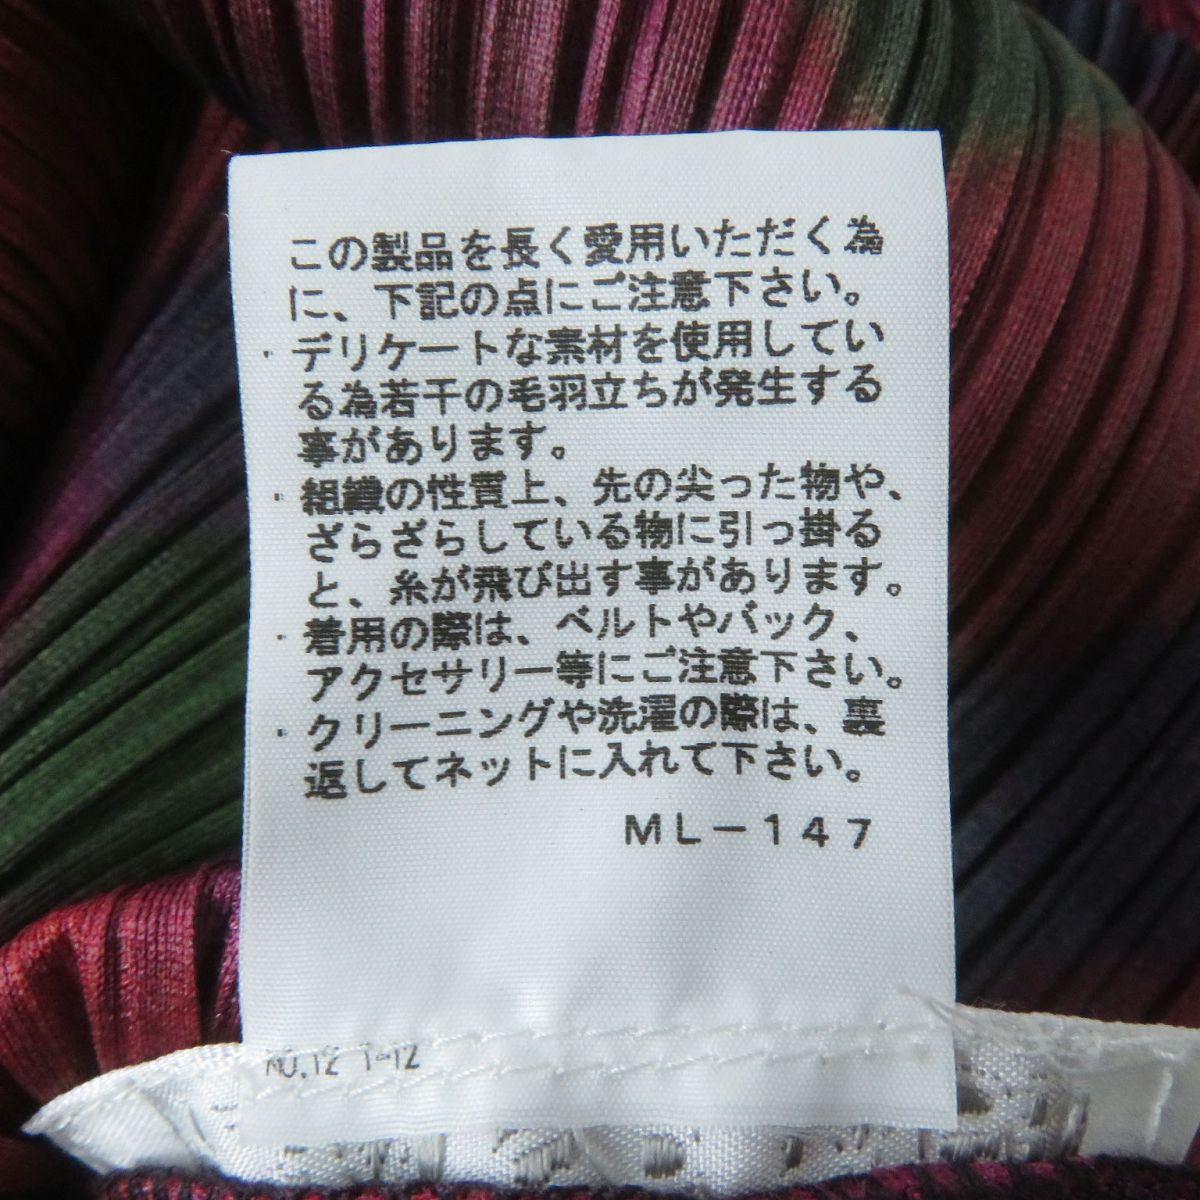 この製品を長く愛用いただく為
に、下記の点にご注意下さい。
・デリケートな素材を使用してい
る為若干の毛羽立ちが発生する
事があります。
・組織の性質上、先の尖った物や、
ざらざらしている物に引っ掛る
と、糸が飛び出す事があります。
・着用の際は、ベルトやバック、
アクセサリー等にご注意下さい。
・クリーニングや洗濯の際は、裏
返してネットに入れて下さい。
ML-147
NO.12 1-12